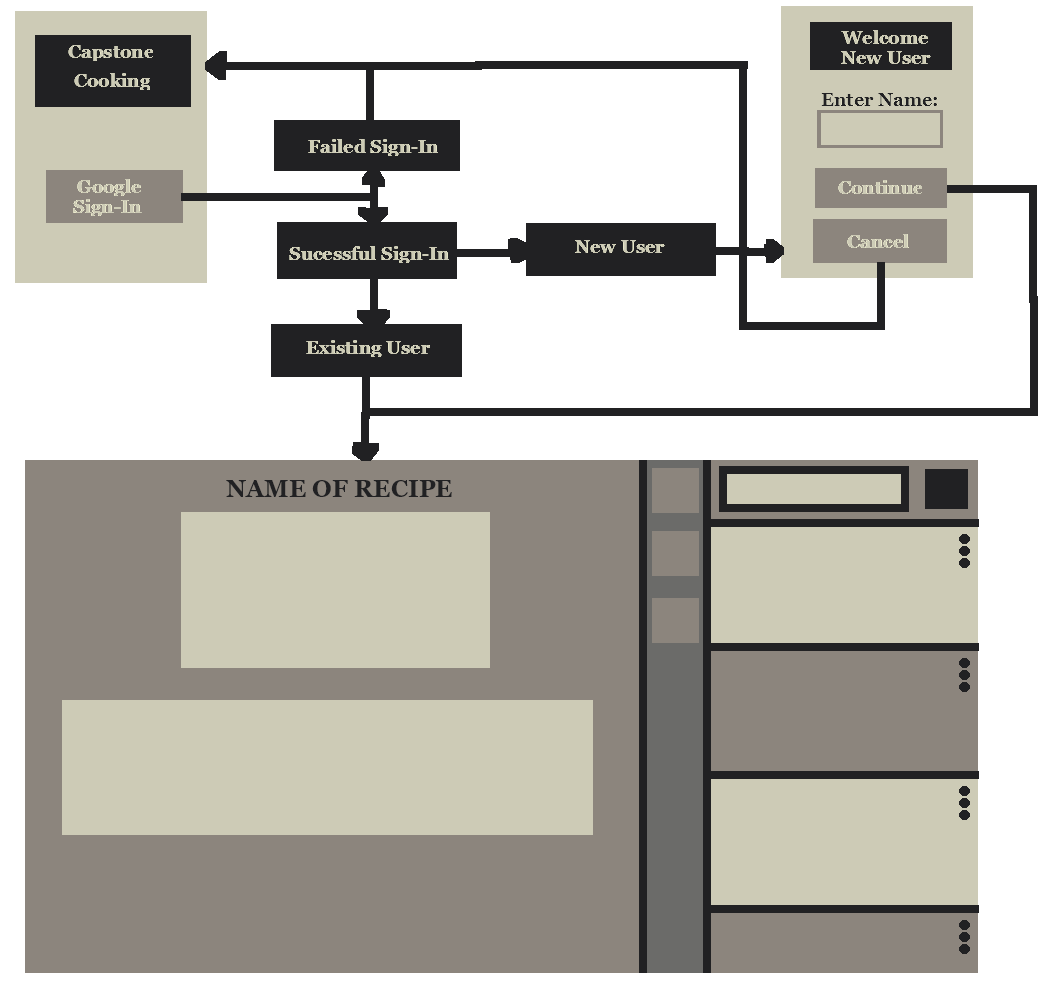 Capstone
Cooking
Google
Sign-In
Failed Sign-In
Sucessful Sign-In
New User
Existing User
Welcome
New User
Enter Name:
Continue
Cancel
NAME OF RECIPE